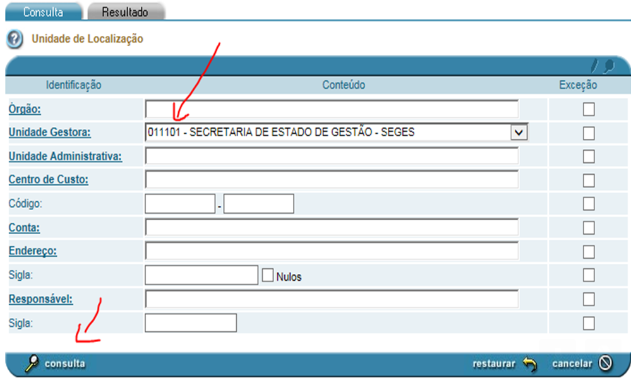 Consulta Resultado
Unidade de Localização
Identificação Conteúdo Exceção
Órgão:
Unidade Gestora: 011101 - SECRETARIA DE ESTADO DE GESTÃO - SEGES
Unidade Administrativa:
Centro de Custo:
Código: -
Conta:
Endereço:
Sigla: Nulos
Responsável:
Sigla:
consulta restaurar cancelar